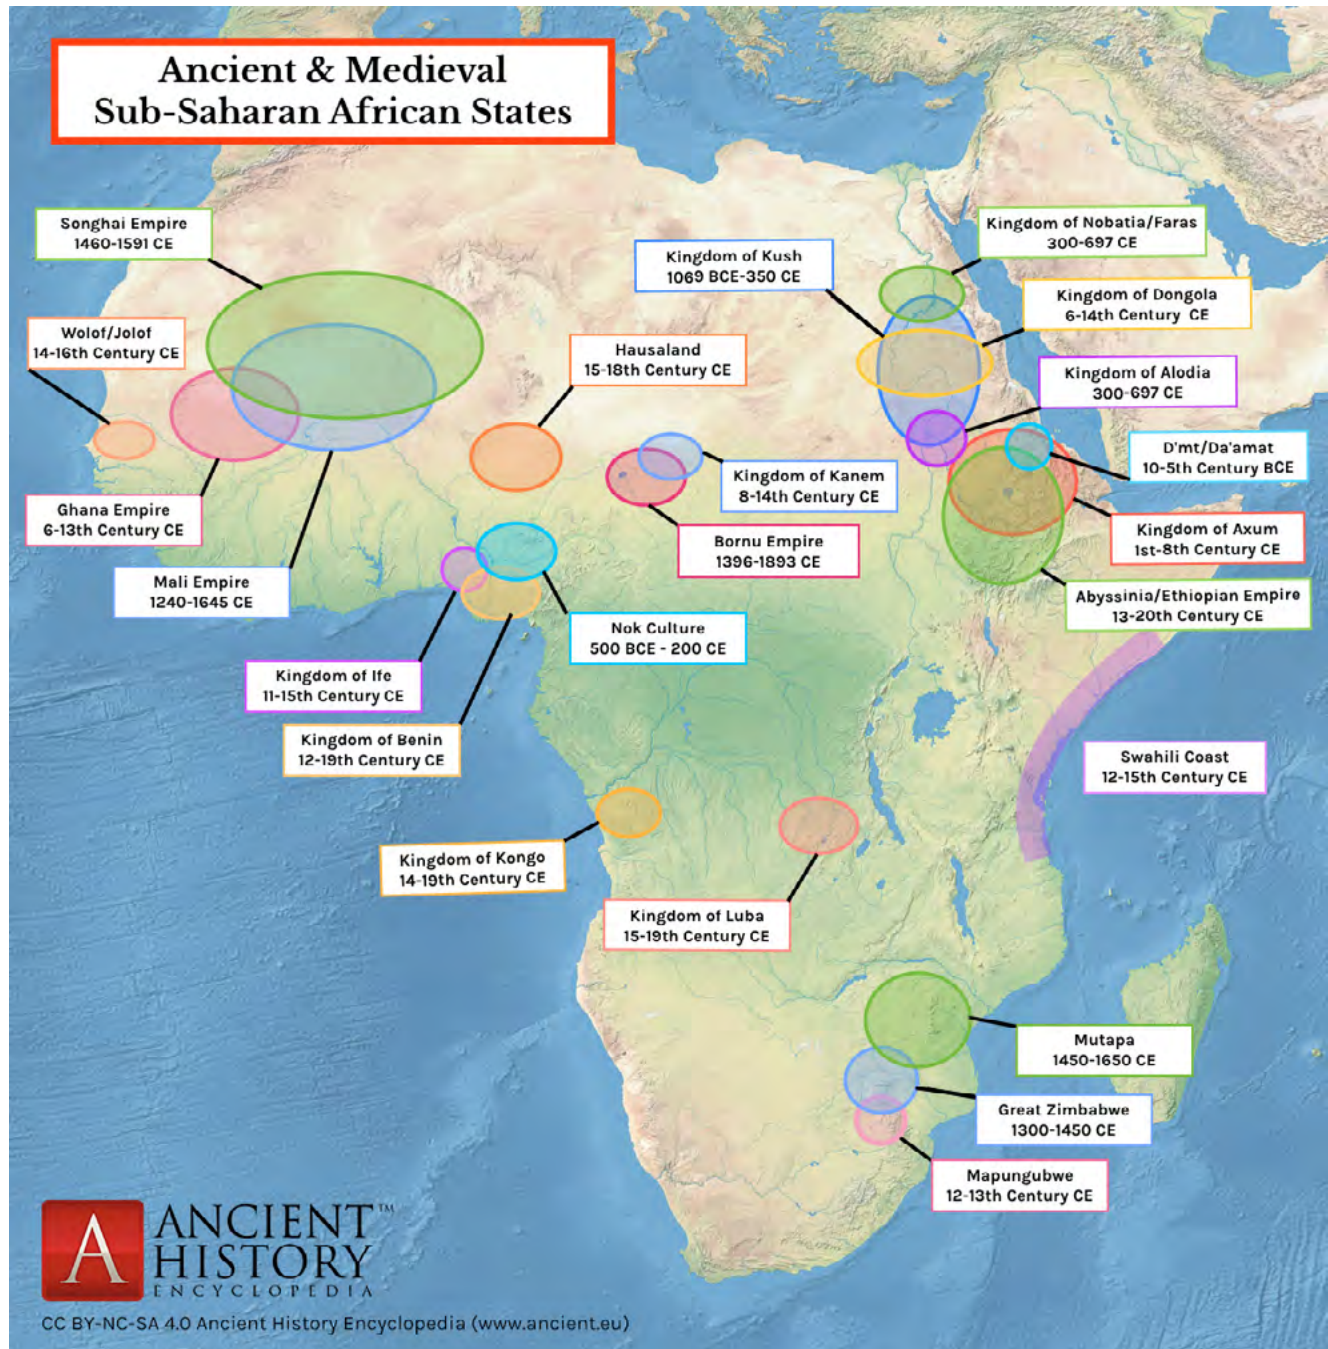 Ancient & Medieval
Sub-Saharan African States
Songhai Empire
1460-1591 CE
Kingdom of Nobatia/Faras
300-697 CE
Kingdom of Kush
1069 BCE-350 CE
Kingdom of Dongola
6-14th Century CE
Wolof/Jolof
14-16th Century CE
Hausaland
15-18th Century CE
Kingdom of Alodia
300-697 CE
D'mt/Da'amat
10-5th Century BCE
Kingdom of Kanem
8-14th Century CE
Ghana Empire
6-13th Century CE
Kingdom of Axum
1st-8th Century CE
Bornu Empire
1396-1893 CE
Mali Empire
1240-1645 CE
Abyssinia/Ethiopian Empire
13-20th Century CE
Nok Culture
500 BCE - 200 CE
Kingdom of Ife
11-15th Century CE
Kingdom of Benin
12-19th Century CE
Swahili Coast
12-15th Century CE
Kingdom of Kongo
14-19th Century CE
Kingdom of Luba
15-19th Century CE
Mutapa
1450-1650 CE
Great Zimbabwe
1300-1450 CE
Mapungubwe
12-13th Century CE
A
ANCIENT™
HISTORY
ENCYCLOPEDIA
CC BY-NC-SA 4.0 Ancient History Encyclopedia (www.ancient.eu)